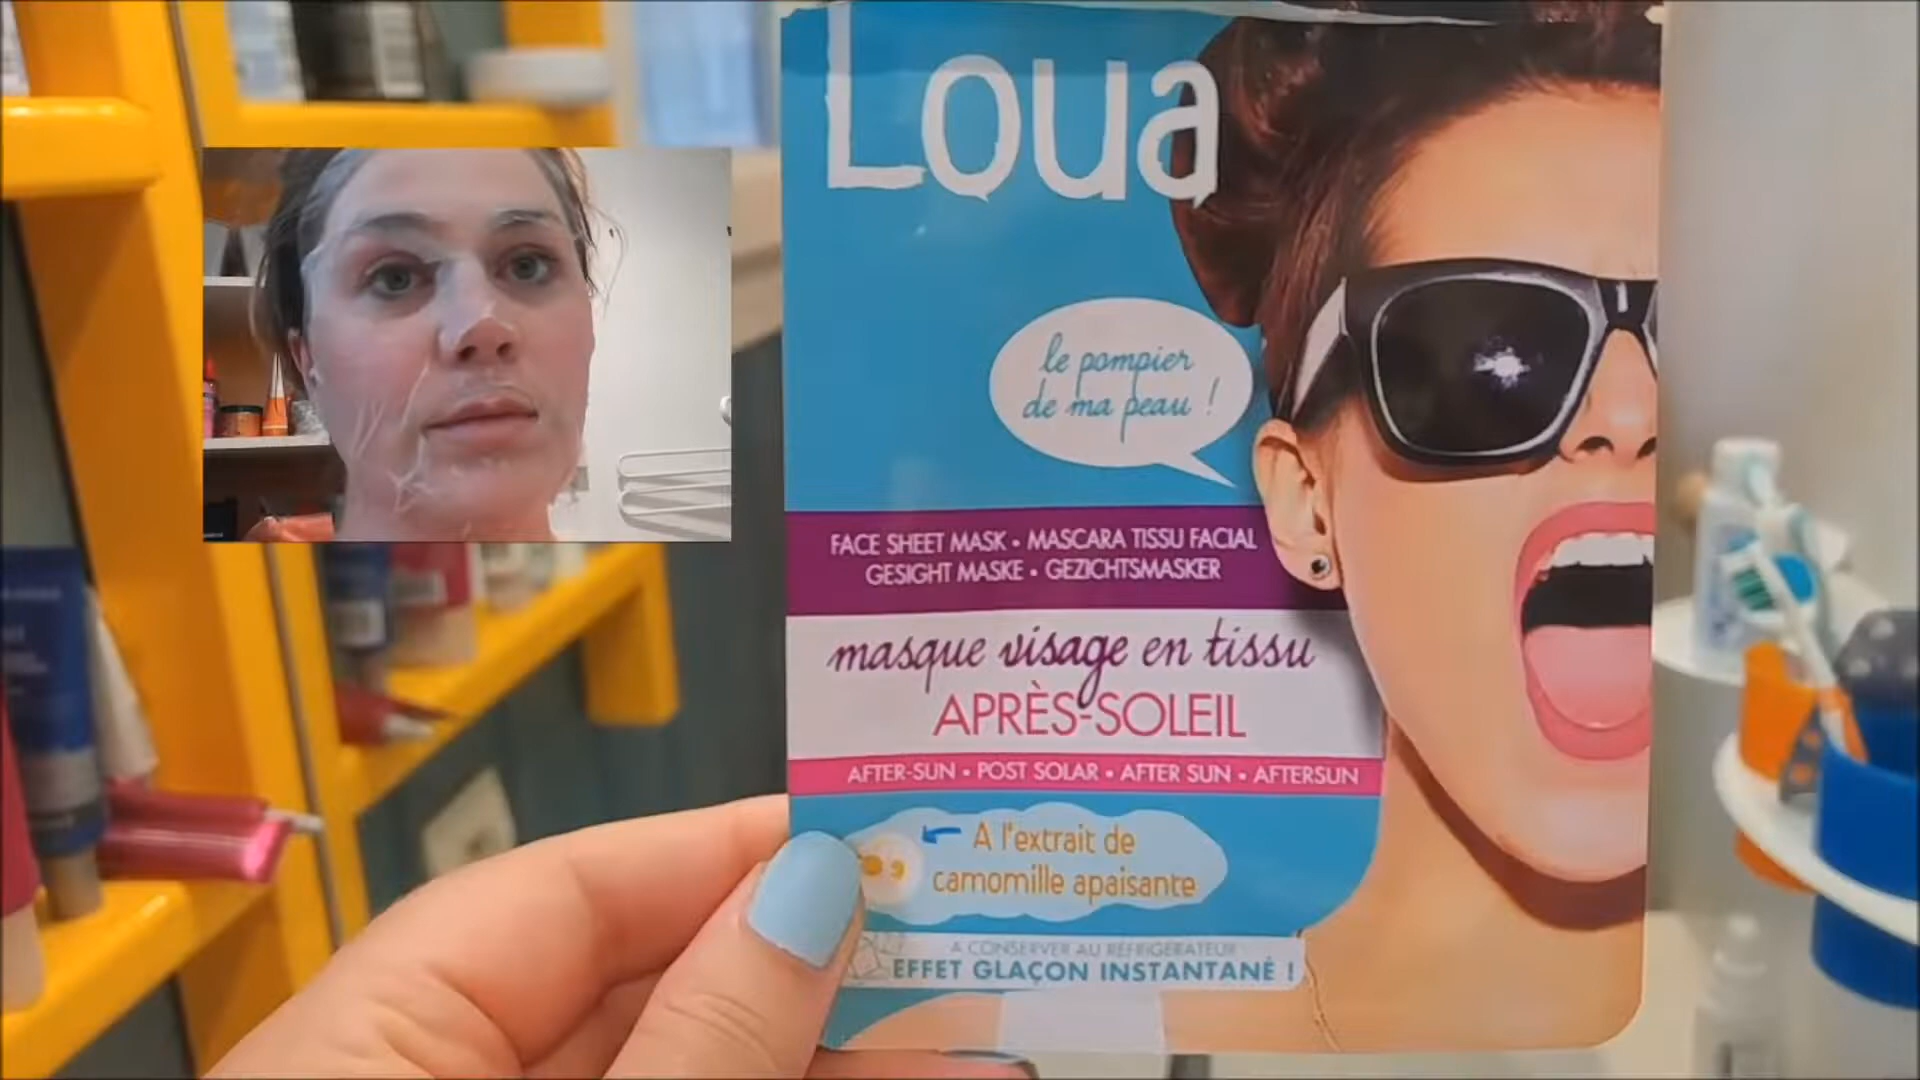 Loua
le pompier
de ma peau !
FACE SHEET MASK • MASCARA TISSU FACIAL
GESIGHT MASKE • GEZICHTSMASKER
masque visage en tissu
APRÈS-SOLEIL
AFTER-SUN • POST SOLAR • AFTER SUN • AFTERSUN
A l'extrait de
camomille apaisante
A CONSERVER AU RÉFRIGÉRATEUR
EFFET GLAÇON INSTANTANÉ !